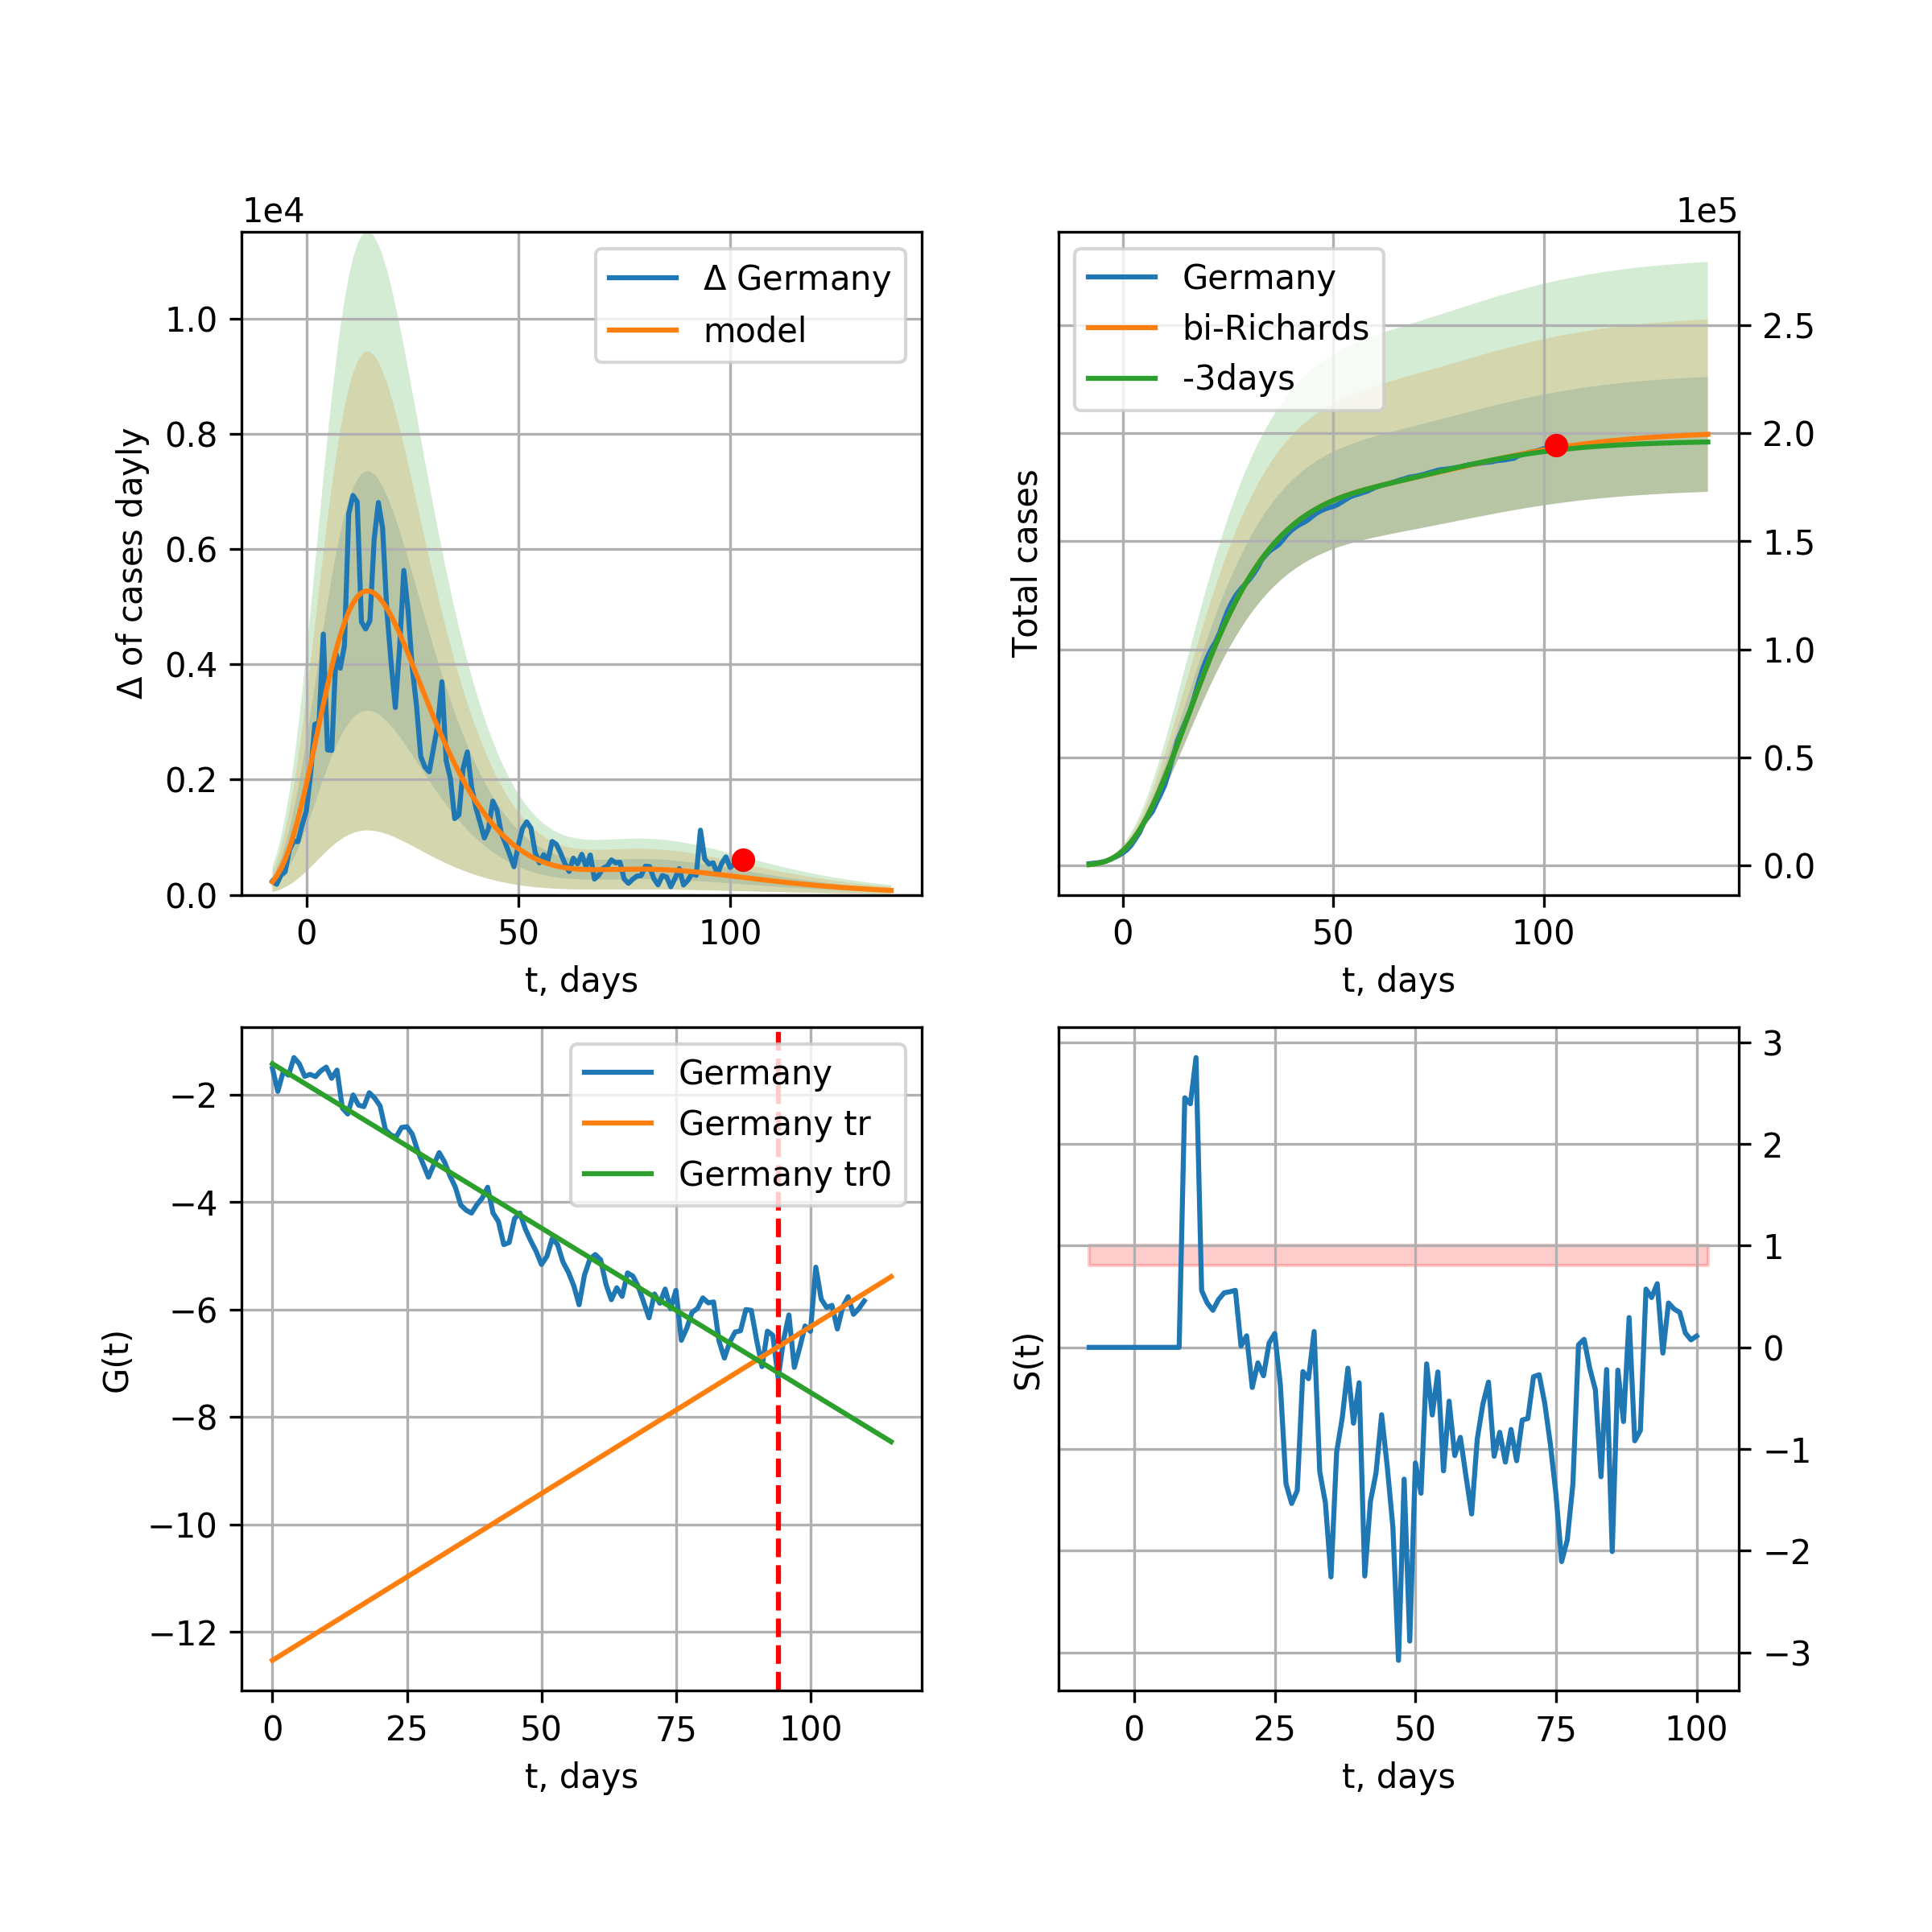 1e4
Δ of cases dayly
1.0
0.8
0.6
0.4
0.2
0.0
Δ Germany
model
0 50 100
t, days
1e5
Total cases
Germany
bi-Richards
-3days
2.5
2.0
1.5
1.0
0.5
0.0
0 50 100
t, days
G(t)
−2
−4
−6
−8
−10
−12
Germany
Germany tr
Germany tr0
0 25 50 75 100
t, days
S(t)
3
2
1
0
−1
−2
−3
0 25 50 75 100
t, days